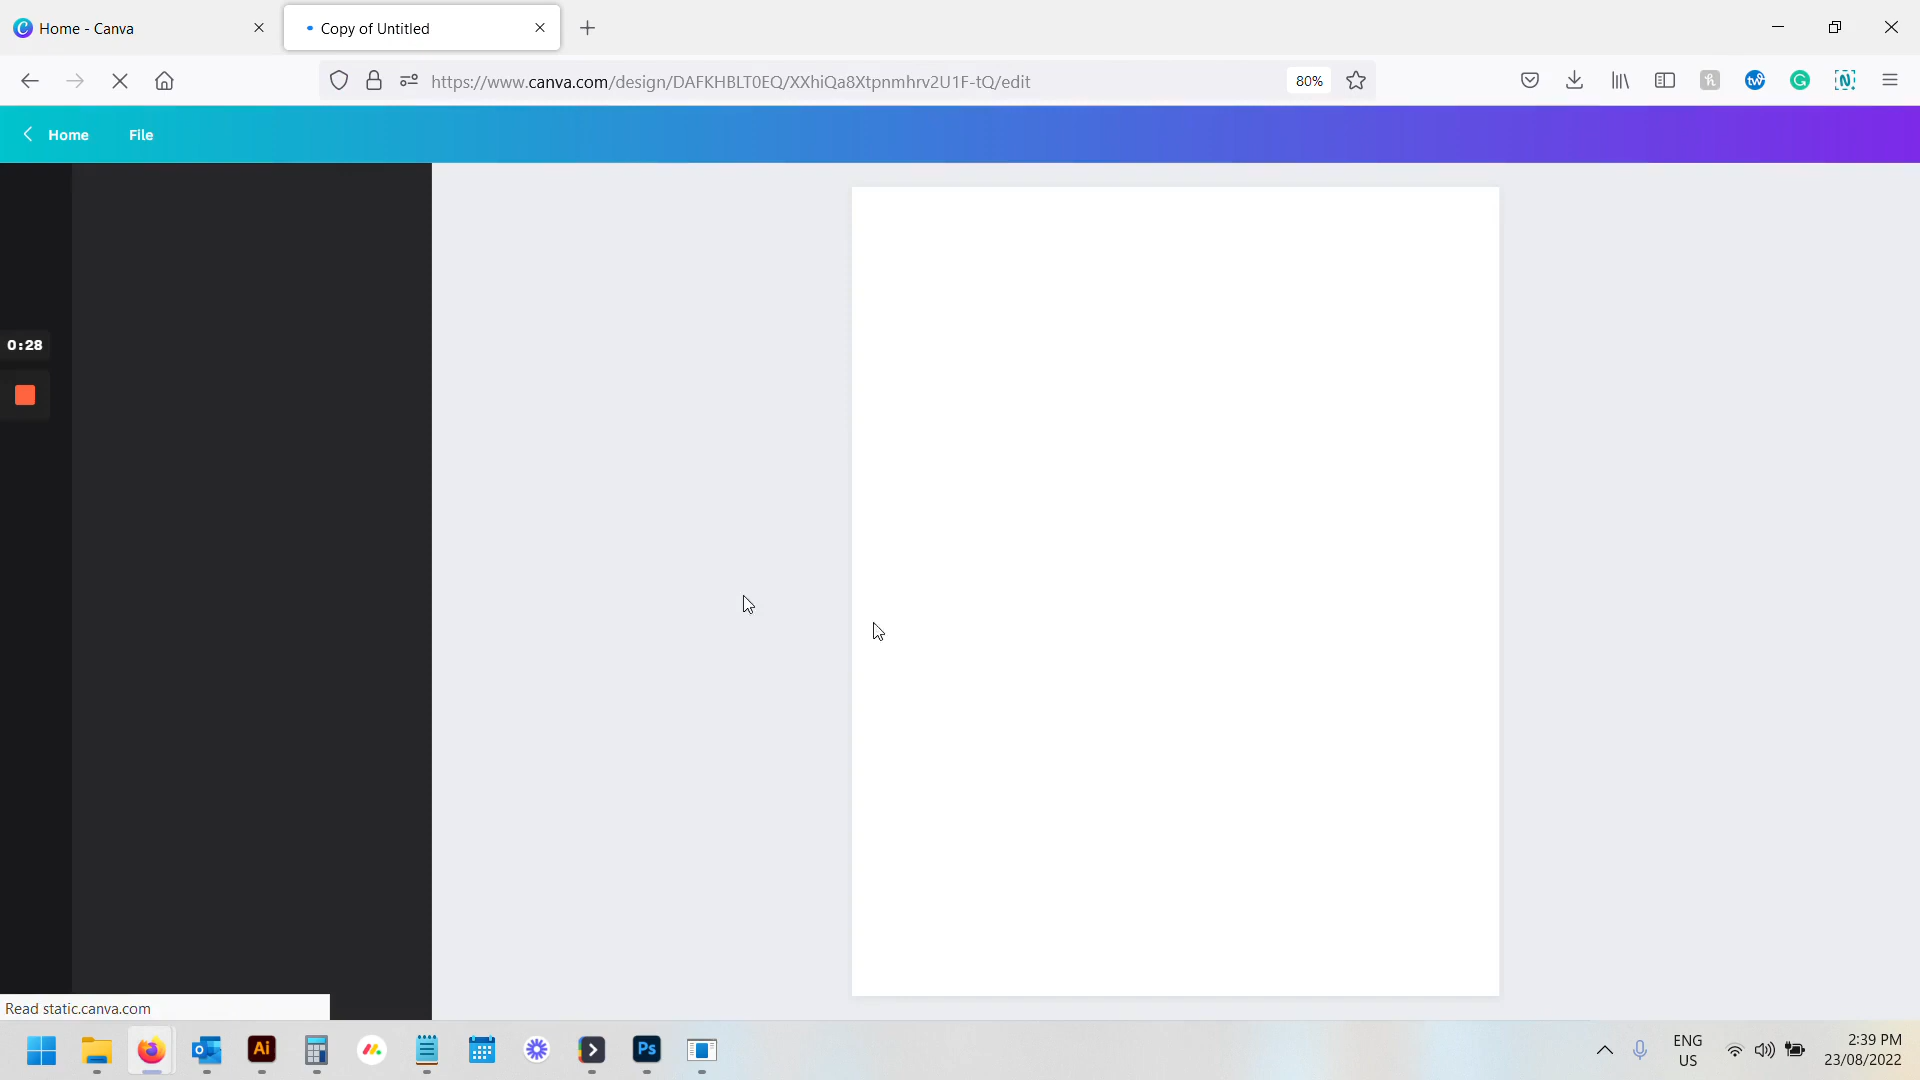 Home - Canva
Copy of Untitled
https://www.canva.com/design/DAFKHBLT0EQ/XXhiQa8Xtpnmhrv2U1F-tQ/edit
80%
Home
File
0:28
Read static.canva.com
Ai
Ps
ENG
US
2:39 PM
23/08/2022